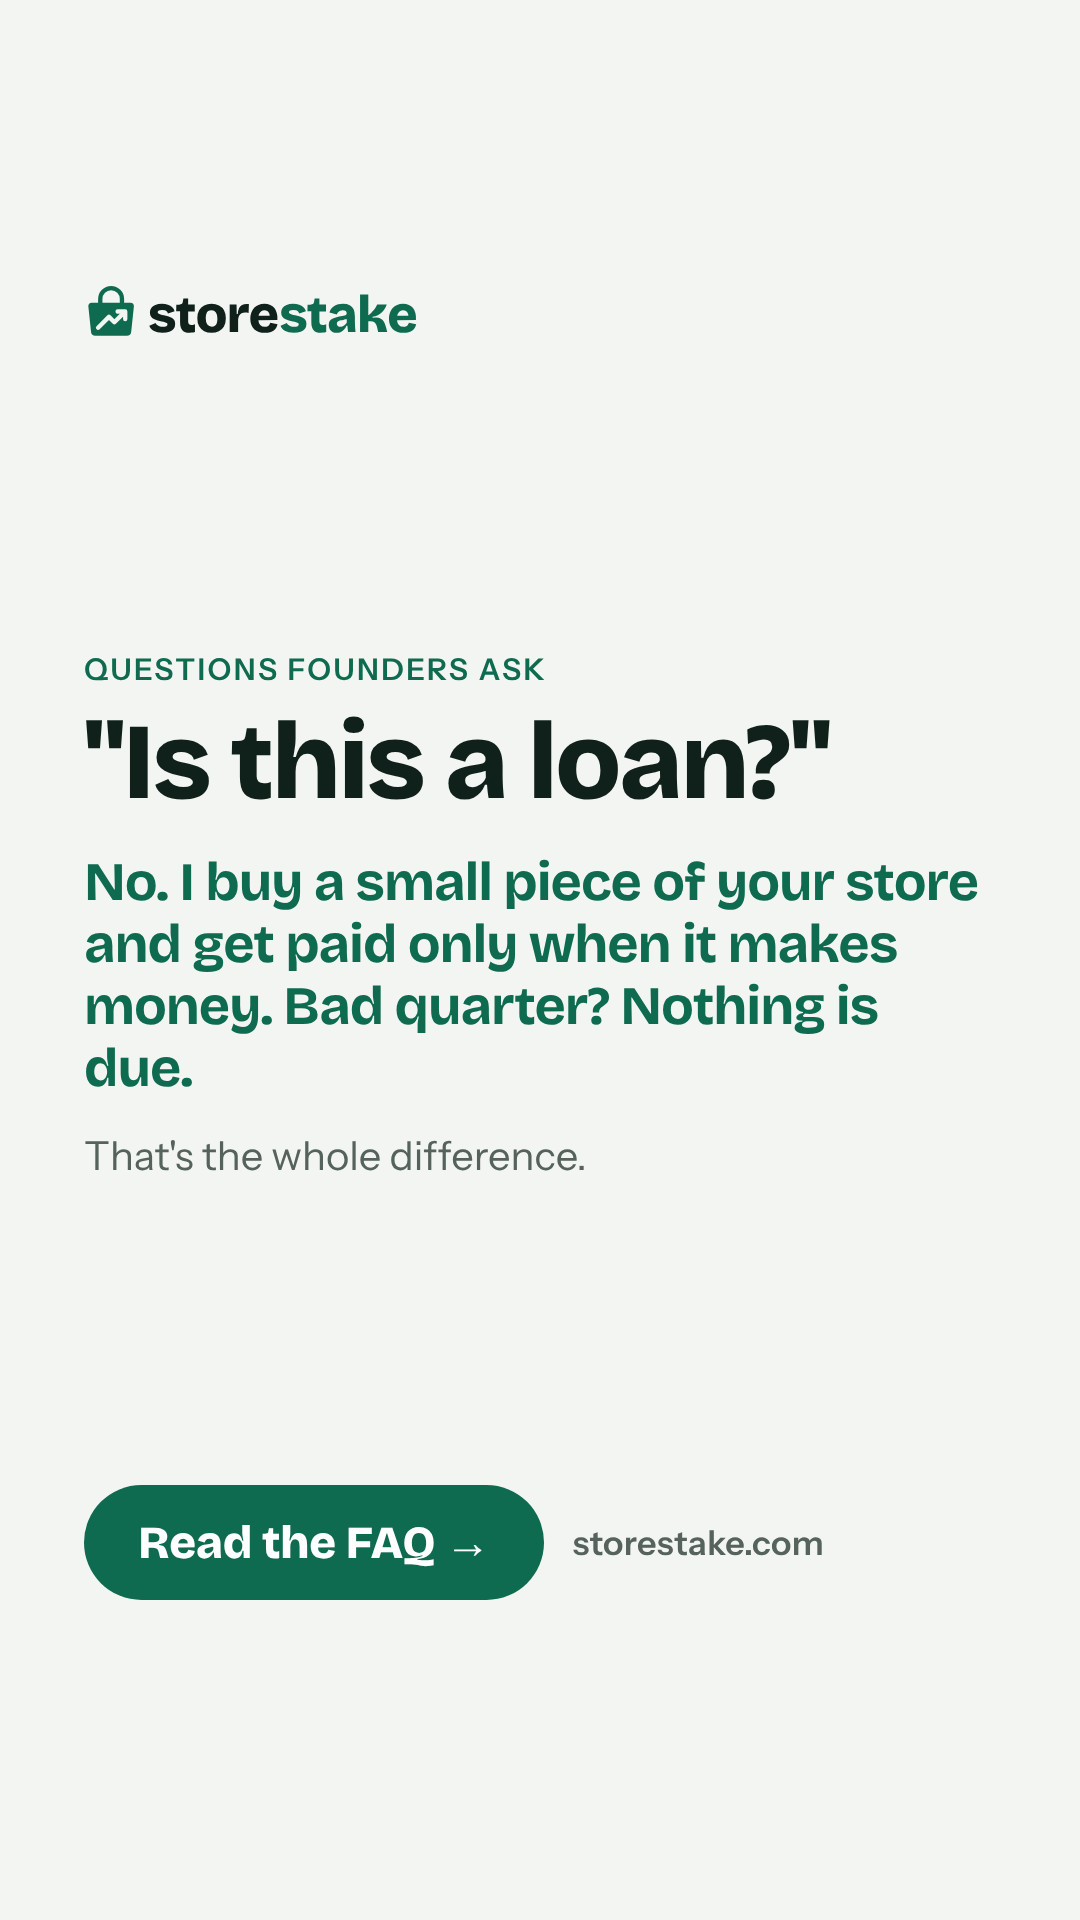 storestake
QUESTIONS FOUNDERS ASK
"Is this a loan?"
No. I buy a small piece of your store
and get paid only when it makes
money. Bad quarter? Nothing is
due.
That's the whole difference.
Read the FAQ →
storestake.com